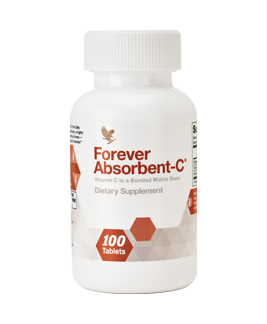 Forever
Absorbent-C®
Vitamin C in a Bonded Matrix Base
Dietary Supplement
100
Tablets